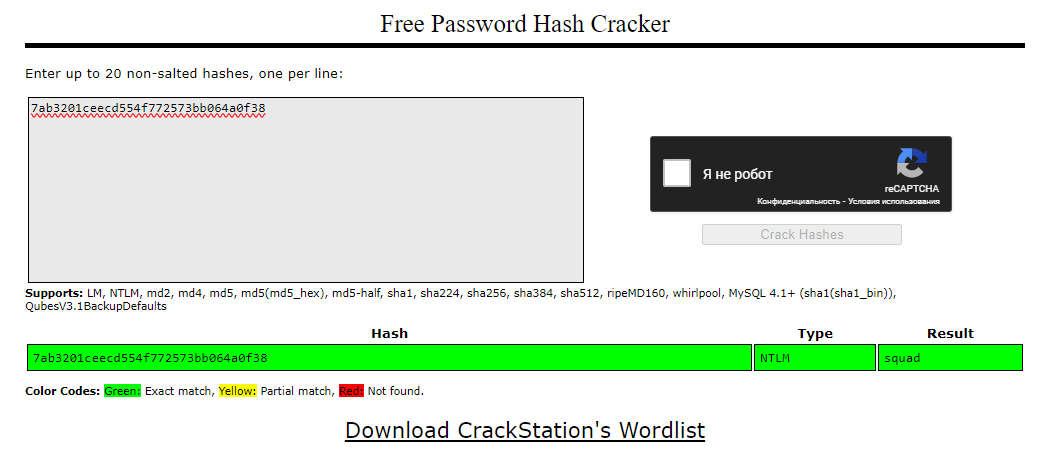 Free Password Hash Cracker
Enter up to 20 non-salted hashes, one per line:
7ab3201ceecd554f772573bb064a0f38
Я не робот
reCAPTCHA
Конфиденциальность - Условия использования
Crack Hashes
Supports: LM, NTLM, md2, md4, md5, md5(md5_hex), md5-half, sha1, sha224, sha256, sha384, sha512, ripeMD160, whirlpool, MySQL 4.1+ (sha1(sha1_bin)),
QubesV3.1BackupDefaults
Hash Type Result
7ab3201ceecd554f772573bb064a0f38 NTLM squad
Color Codes: Green: Exact match, Yellow: Partial match, Red: Not found.
Download CrackStation's Wordlist